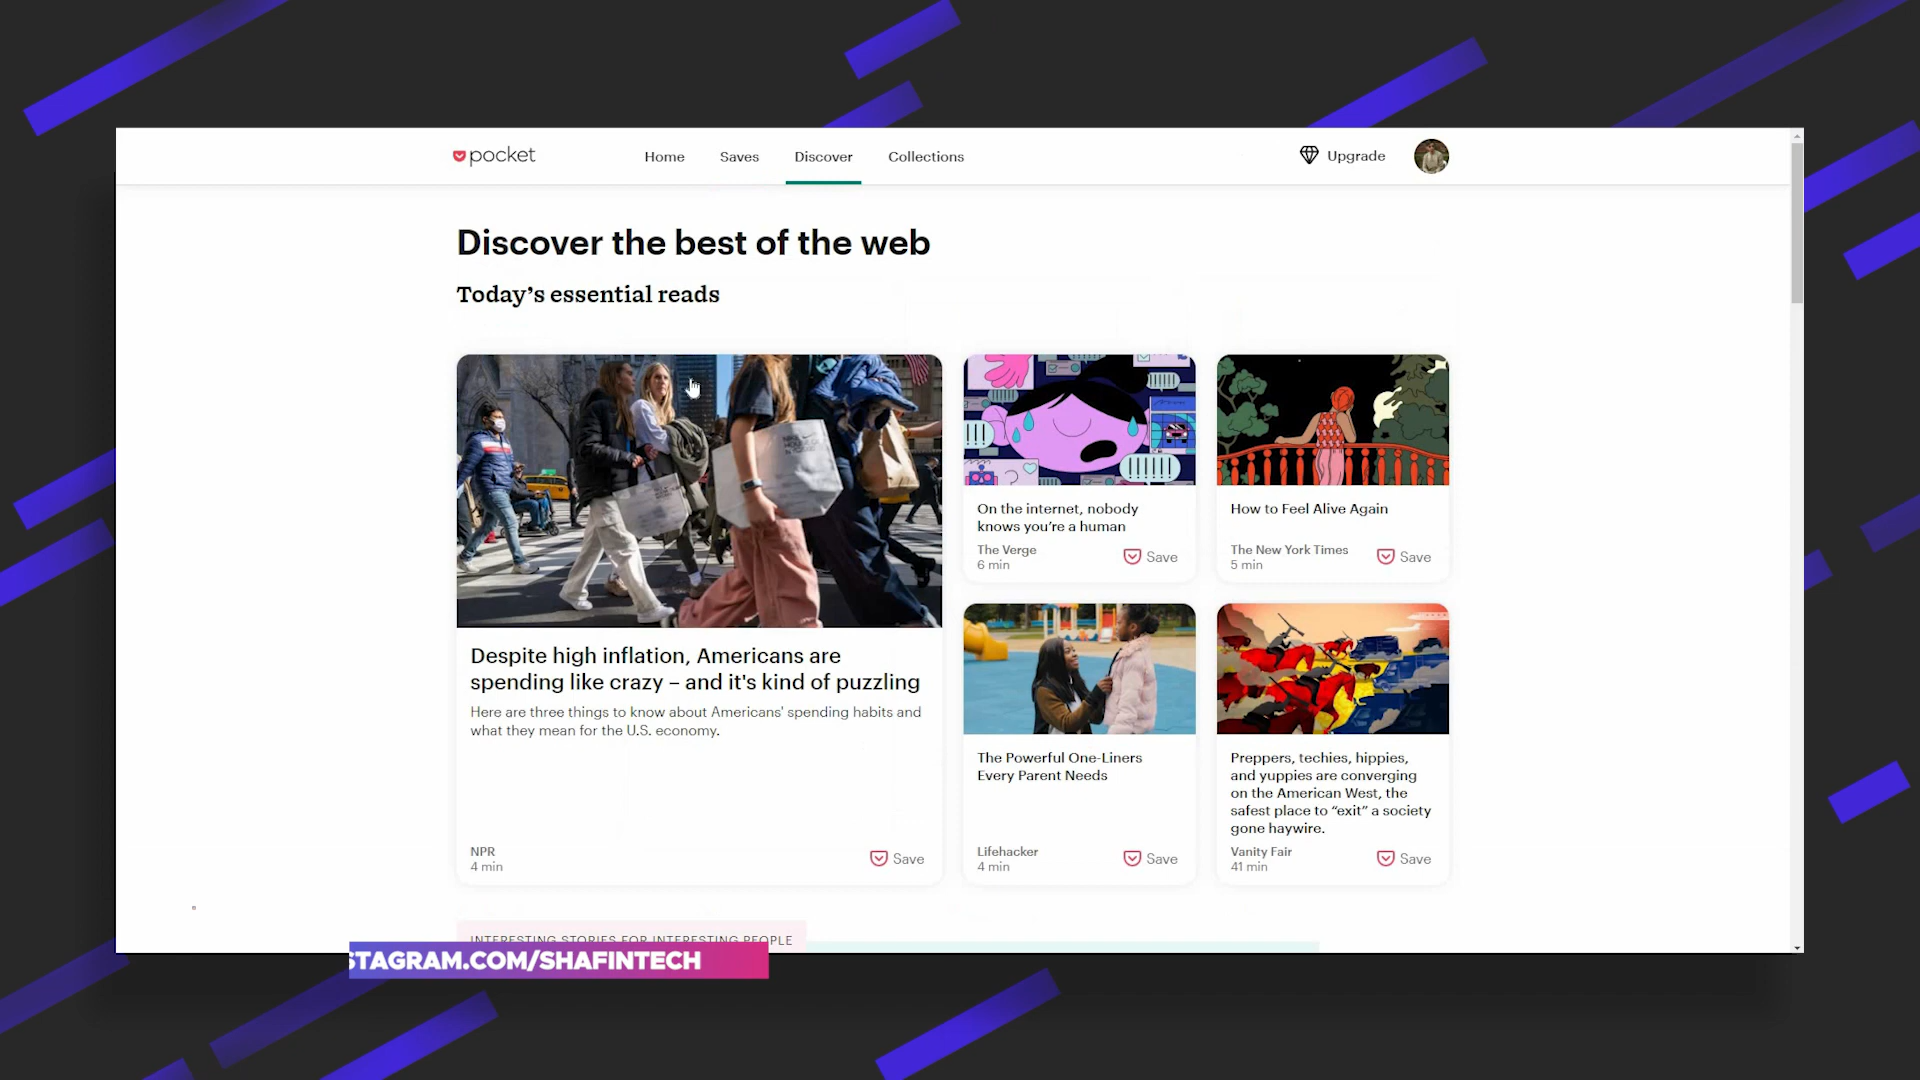 pocket
Home
Saves
Discover
Collections
Upgrade
Discover the best of the web
Today’s essential reads
Despite high inflation, Americans are
spending like crazy – and it's kind of puzzling
Here are three things to know about Americans' spending habits and
what they mean for the U.S. economy.
NPR
4 min
Save
On the internet, nobody
knows you’re a human
The Verge
6 min
Save
How to Feel Alive Again
The New York Times
5 min
Save
The Powerful One-Liners
Every Parent Needs
Lifehacker
4 min
Save
Preppers, techies, hippies,
and yuppies are converging
on the American West, the
safest place to “exit” a society
gone haywire.
Vanity Fair
41 min
Save
INTERESTING STORIES FOR INTERESTING PEOPLE
STAGRAM.COM/SHAFINTECH